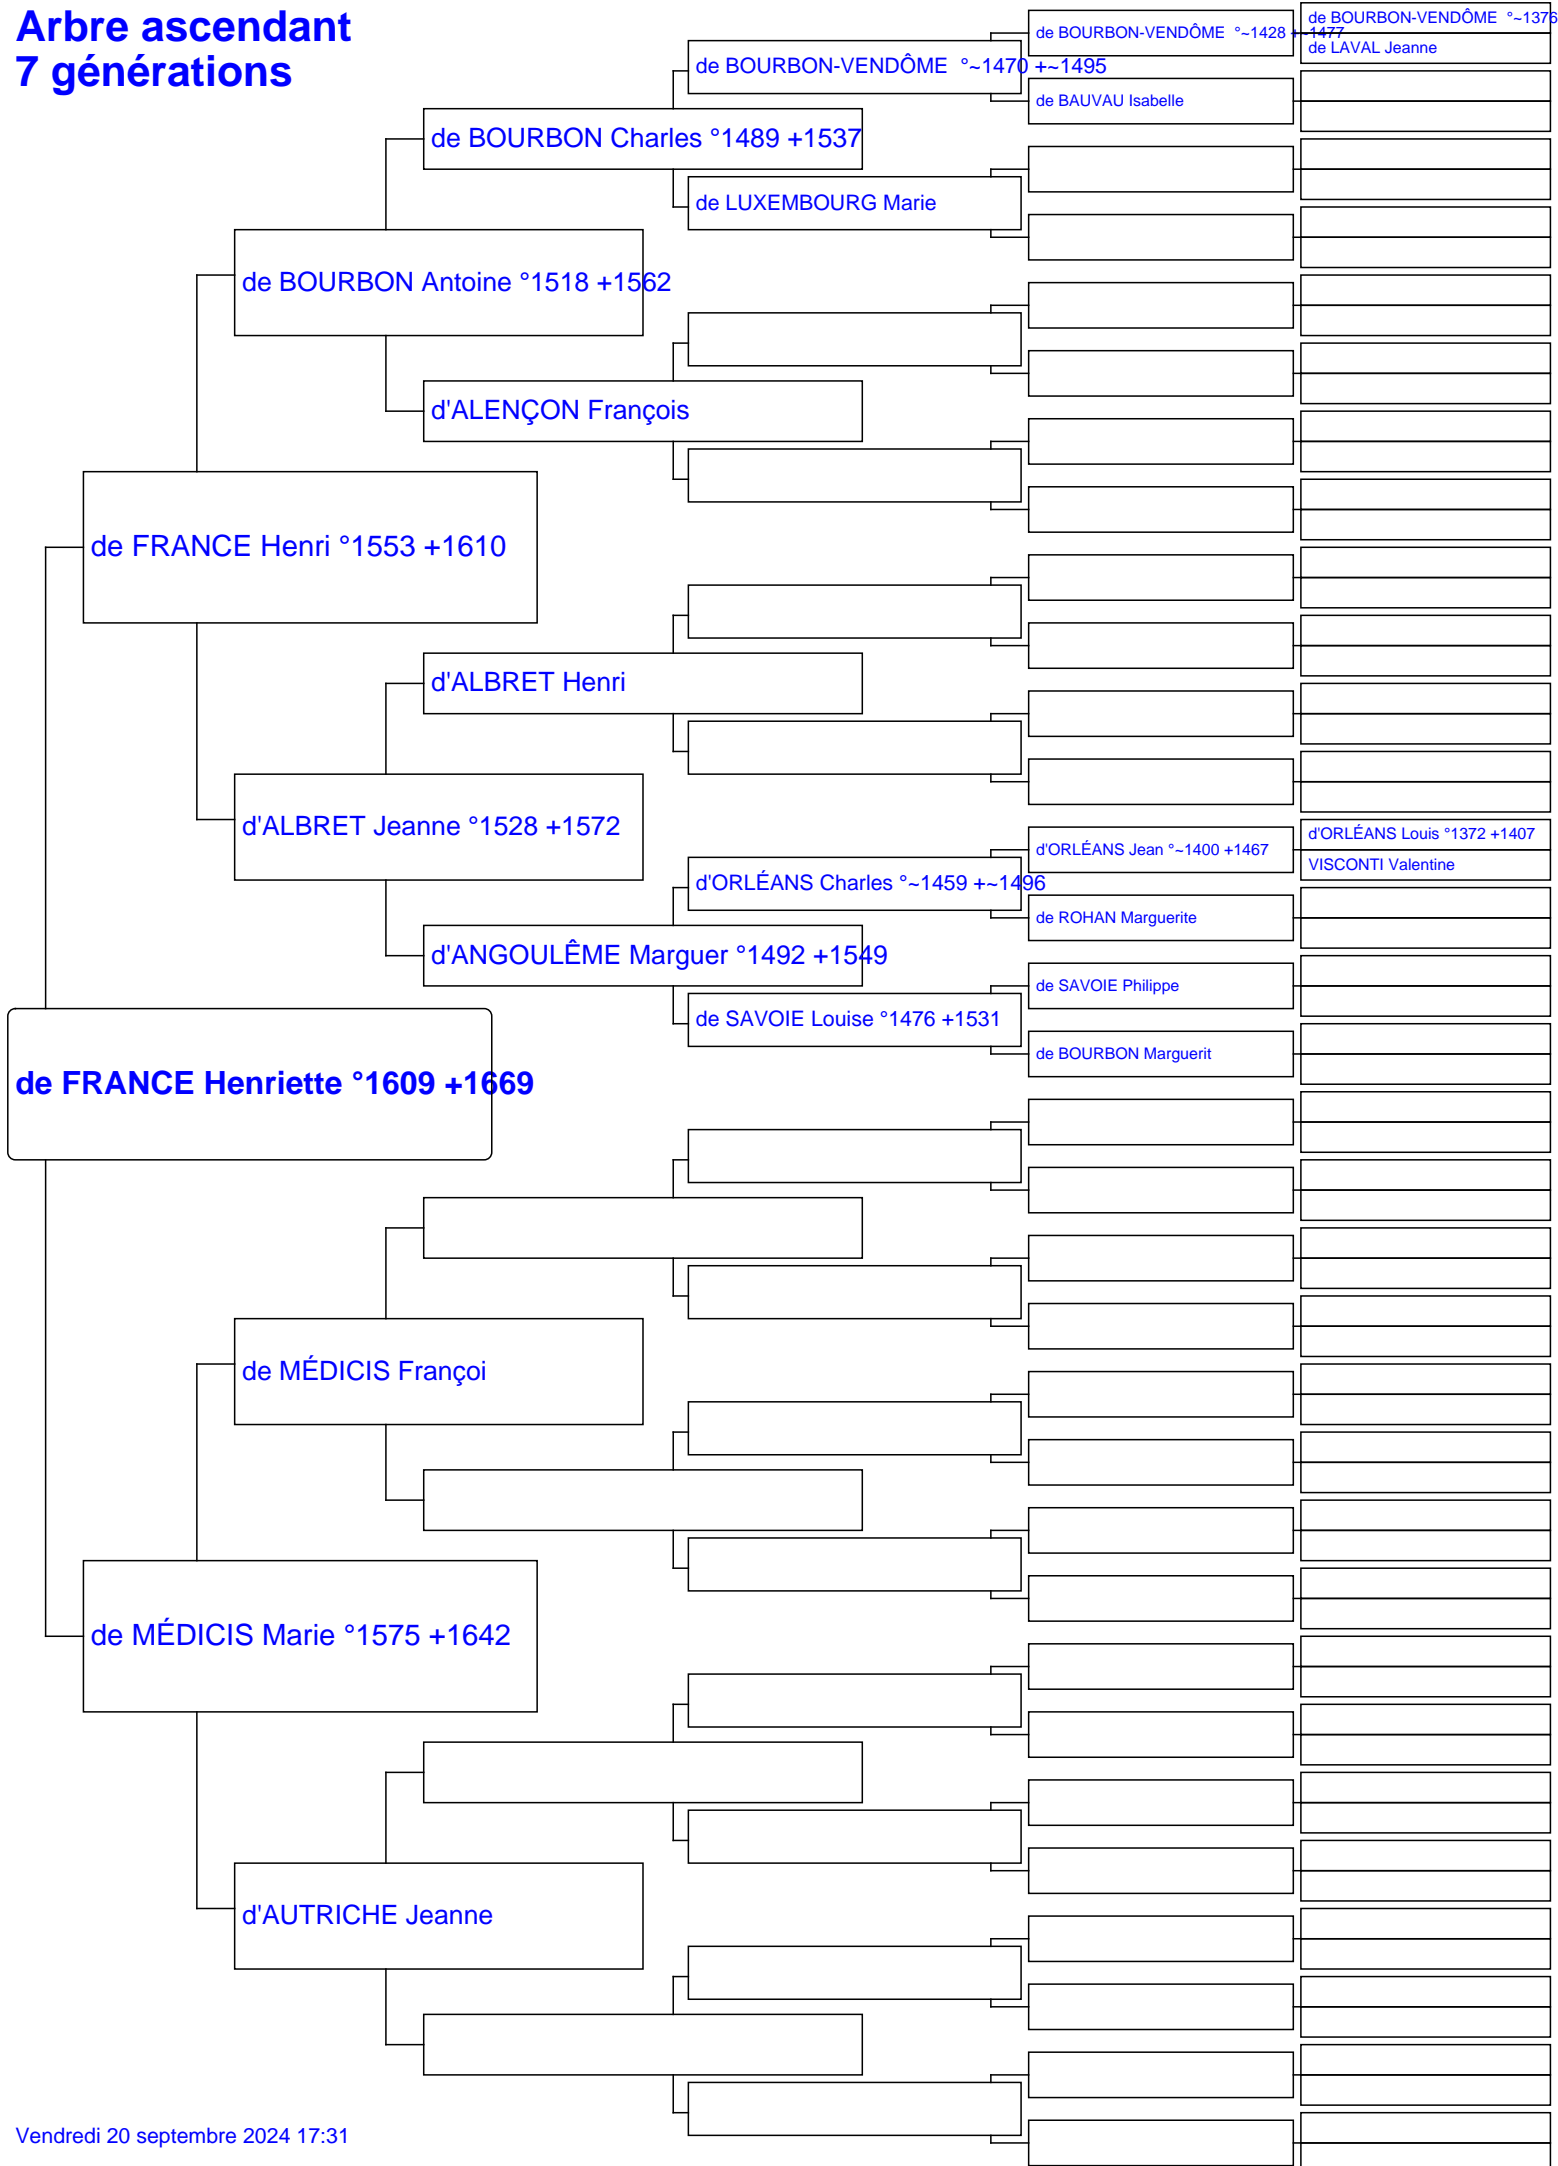 Arbre ascendant
7 générations
de BOURBON-VENDÔME °~1376
de BOURBON-VENDÔME °~1428 +~1477
de LAVAL Jeanne
de BOURBON-VENDÔME °~1470 +~1495
de BAUVAU Isabelle
de BOURBON Charles °1489 +1537
de LUXEMBOURG Marie
de BOURBON Antoine °1518 +1562
d'ALENÇON François
de FRANCE Henri °1553 +1610
d'ALBRET Henri
d'ALBRET Jeanne °1528 +1572
d'ORLÉANS Louis °1372 +1407
d'ORLÉANS Jean °~1400 +1467
VISCONTI Valentine
d'ORLÉANS Charles °~1459 +~1496
de ROHAN Marguerite
d'ANGOULÊME Marguer °1492 +1549
de SAVOIE Philippe
de SAVOIE Louise °1476 +1531
de BOURBON Marguerit
de FRANCE Henriette °1609 +1669
de MÉDICIS Françoi
de MÉDICIS Marie °1575 +1642
d'AUTRICHE Jeanne
Vendredi 20 septembre 2024 17:31